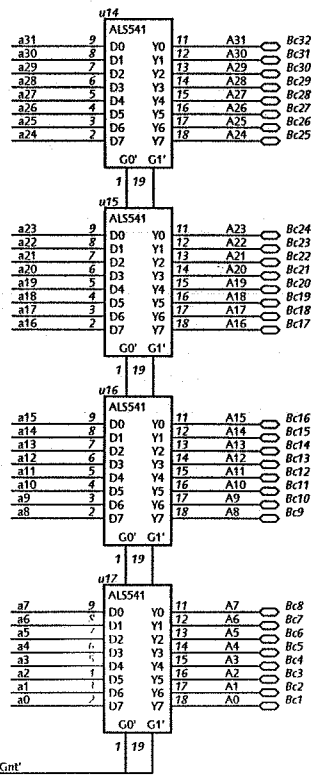 u14
ALS541
a31 9 D0 Y0 11 A31 Bc32
a30 8 D1 Y1 12 A30 Bc31
a29 7 D2 Y2 13 A29 Bc30
a28 6 D3 Y3 14 A28 Bc29
a27 5 D4 Y4 15 A27 Bc28
a26 4 D5 Y5 16 A26 Bc27
a25 3 D6 Y6 17 A25 Bc26
a24 2 D7 Y7 18 A24 Bc25
G0' G1'
1 19
u15
ALS541
a23 9 D0 Y0 11 A23 Bc24
a22 8 D1 Y1 12 A22 Bc23
a21 7 D2 Y2 13 A21 Bc22
a20 6 D3 Y3 14 A20 Bc21
a19 5 D4 Y4 15 A19 Bc20
a18 4 D5 Y5 16 A18 Bc19
a17 3 D6 Y6 17 A17 Bc18
a16 2 D7 Y7 18 A16 Bc17
G0' G1'
1 19
u16
ALS541
a15 9 D0 Y0 11 A15 Bc16
a14 8 D1 Y1 12 A14 Bc15
a13 7 D2 Y2 13 A13 Bc14
a12 6 D3 Y3 14 A12 Bc13
a11 5 D4 Y4 15 A11 Bc12
a10 4 D5 Y5 16 A10 Bc11
a9 3 D6 Y6 17 A9 Bc10
a8 2 D7 Y7 18 A8 Bc9
G0' G1'
1 19
u17
ALS541
a7 9 D0 Y0 11 A7 Bc8
a6 8 D1 Y1 12 A6 Bc7
a5 7 D2 Y2 13 A5 Bc6
a4 6 D3 Y3 14 A4 Bc5
a3 5 D4 Y4 15 A3 Bc4
a2 D5 Y5 16 A2 Bc3
a1 D6 Y6 17 A1 Bc2
a0 2 D7 Y7 18 A0 Bc1
G0' G1'
1 19
Gnt'